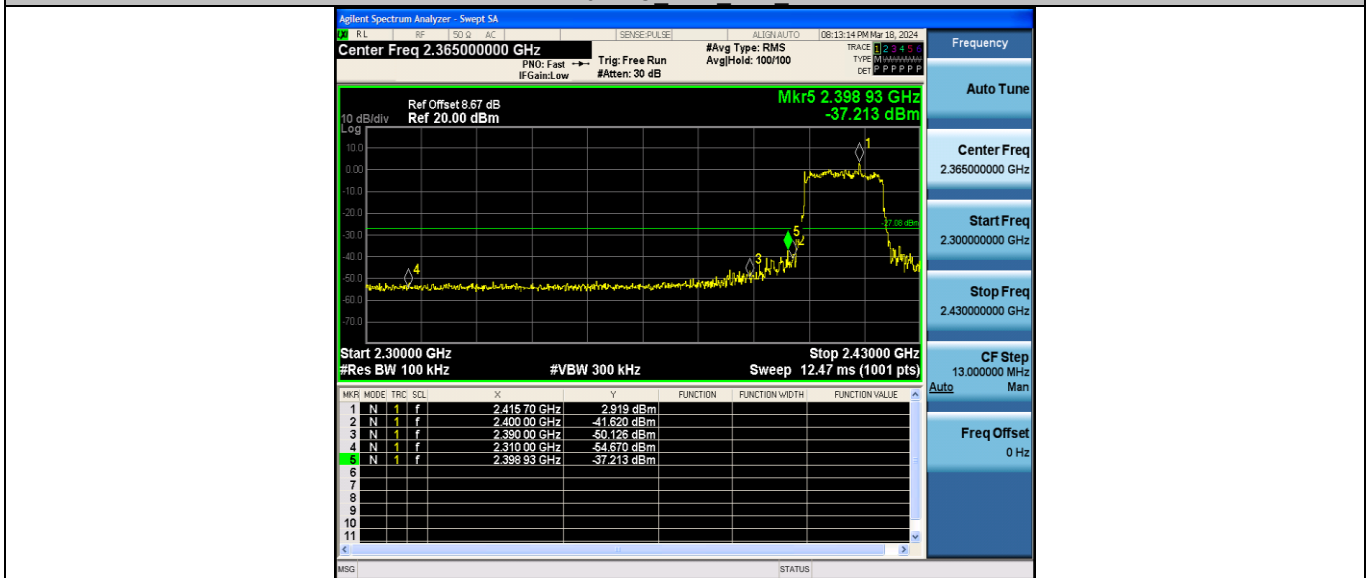 Agilent Spectrum Analyzer - Swept SA
LXI RL RF 50 Ω AC SENSE:PULSE ALIGNAUTO 08:13:14 PM Mar 18, 2024
Center Freq 2.365000000 GHz
PNO: Fast
IFGain:Low
Trig: Free Run
#Atten: 30 dB
#Avg Type: RMS
Avg|Hold: 100/100
TRACE 1 2 3 4 5 6
TYPE MWWWWW
DET P P P P P P
Mkr5 2.398 93 GHz
-37.213 dBm
Ref Offset 8.67 dB
10 dB/div Ref 20.00 dBm
Log
10.0
0.00
-10.0
-20.0
-30.0
-40.0
-50.0
-60.0
-70.0
1
-27.08 dBm
5
2
3
4
Start 2.30000 GHz Stop 2.43000 GHz
#Res BW 100 kHz #VBW 300 kHz Sweep 12.47 ms (1001 pts)
MKR MODE TRC SCL X Y FUNCTION FUNCTION WIDTH FUNCTION VALUE
1 N 1 f 2.415 70 GHz 2.919 dBm
2 N 1 f 2.400 00 GHz -41.620 dBm
3 N 1 f 2.390 00 GHz -50.126 dBm
4 N 1 f 2.310 00 GHz -54.670 dBm
5 N 1 f 2.398 93 GHz -37.213 dBm
6
7
8
9
10
11
MSG STATUS
Frequency
Auto Tune
Center Freq
2.365000000 GHz
Start Freq
2.300000000 GHz
Stop Freq
2.430000000 GHz
CF Step
13.000000 MHz
Auto Man
Freq Offset
0 Hz